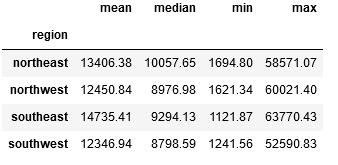 mean median min max
region
northeast 13406.38 10057.65 1694.80 58571.07
northwest 12450.84 8976.98 1621.34 60021.40
southeast 14735.41 9294.13 1121.87 63770.43
southwest 12346.94 8798.59 1241.56 52590.83